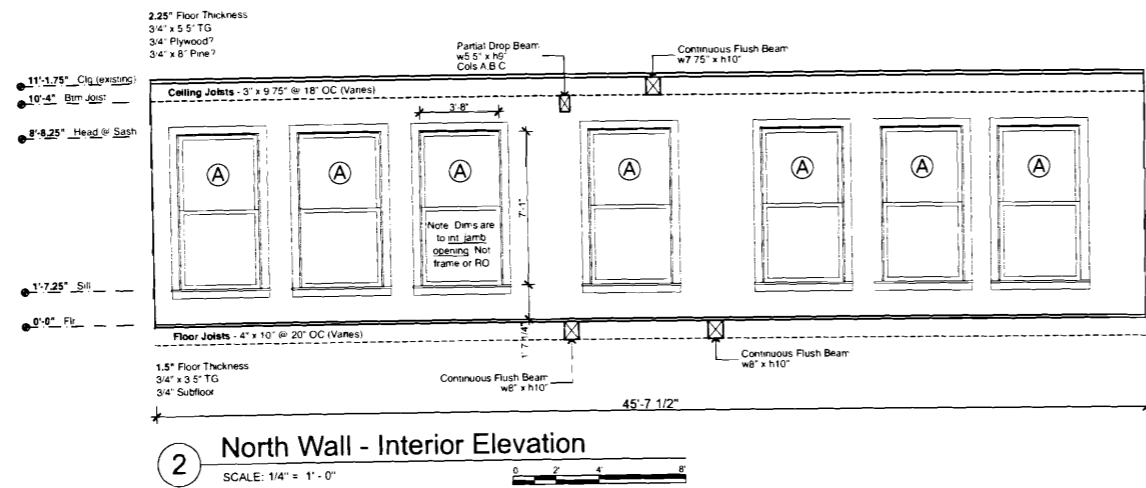 2.25" Floor Thickness
3/4" x 5 5" TG
3/4" Plywood?
3/4" x 8" Pine?
Partial Drop Beam
w5 5" x h9"
Cols A B C
Continuous Flush Beam
w7 75" x h10"
11'-1.75" Clg (existing)
10'-4" Btm Joist
8'-8.25" Head @ Sash
Ceiling Joists - 3" x 9 75" @ 18" OC (Varies)
3'-8"
A
A
A
A
A
A
A
7'-1"
Note Dims are
to int jamb
opening Not
frame or RO
1'-7.25" Sill
0'-0" Flr
1' 7 1/4"
Floor Joists - 4" x 10" @ 20" OC (Varies)
1.5" Floor Thickness
3/4" x 3 5" TG
3/4" Subfloor
Continuous Flush Beam
w8" x h10"
Continuous Flush Beam
w8" x h10"
45'-7 1/2"
2 North Wall - Interior Elevation
SCALE: 1/4" = 1' - 0"
0 2' 4' 8'